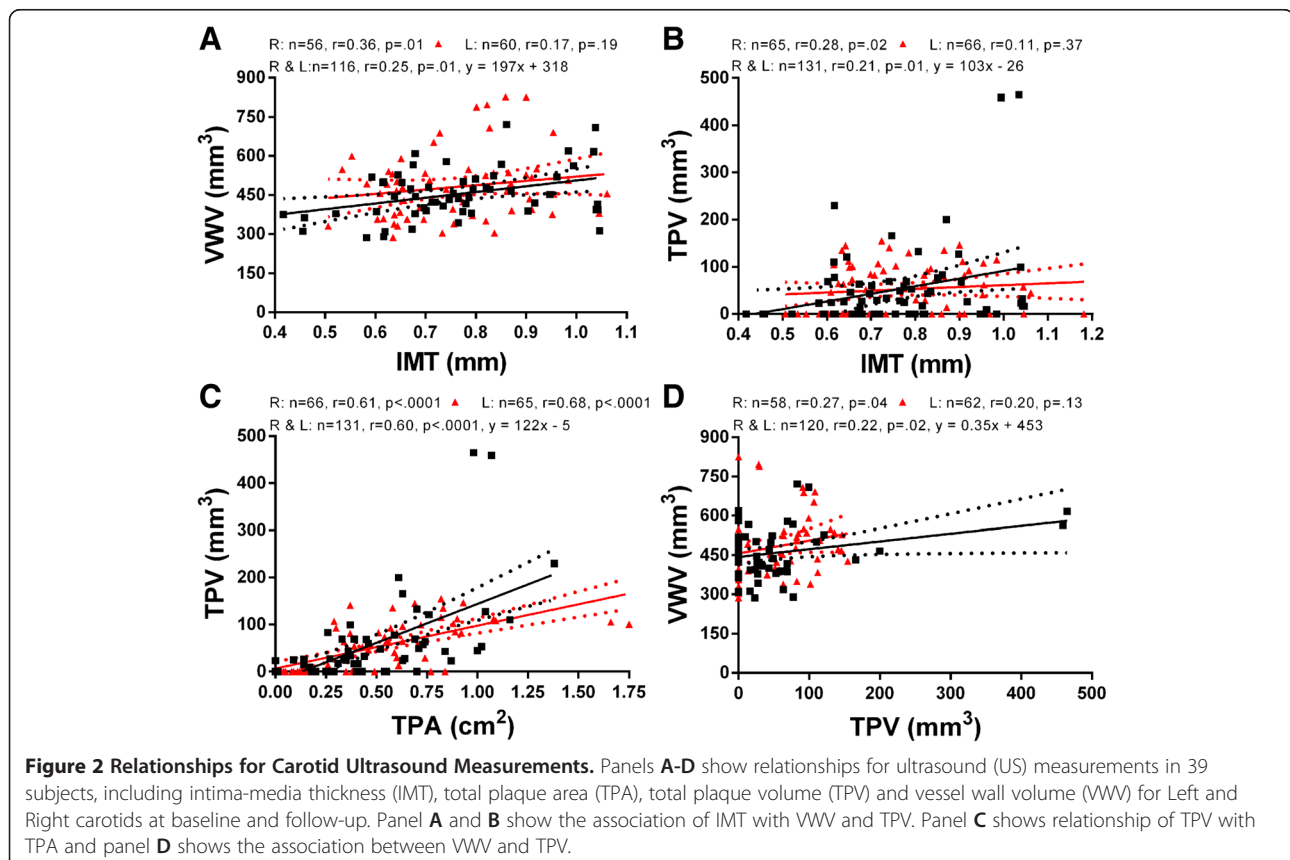 A
R: n=56, r=0.36, p=.01 ▲ L: n=60, r=0.17, p=.19
R & L:n=116, r=0.25, p=.01, y = 197x + 318
VWV (mm³)
900
750
600
450
300
150
0
0.4 0.5 0.6 0.7 0.8 0.9 1.0 1.1
IMT (mm)
B
R: n=65, r=0.28, p=.02 ▲ L: n=66, r=0.11, p=.37
R & L: n=131, r=0.21, p=.01, y = 103x - 26
TPV (mm³)
500
400
300
200
100
0
0.4 0.5 0.6 0.7 0.8 0.9 1.0 1.1 1.2
IMT (mm)
C
R: n=66, r=0.61, p<.0001 ▲ L: n=65, r=0.68, p<.0001
R & L: n=131, r=0.60, p<.0001, y = 122x - 5
TPV (mm³)
500
400
300
200
100
0
0.00 0.25 0.50 0.75 1.00 1.25 1.50 1.75
TPA (cm²)
D
R: n=58, r=0.27, p=.04 ▲ L: n=62, r=0.20, p=.13
R & L: n=120, r=0.22, p=.02, y = 0.35x + 453
VWV (mm³)
900
750
600
450
300
150
0
0 100 200 300 400 500
TPV (mm³)
Figure 2 Relationships for Carotid Ultrasound Measurements. Panels A-D show relationships for ultrasound (US) measurements in 39
subjects, including intima-media thickness (IMT), total plaque area (TPA), total plaque volume (TPV) and vessel wall volume (VWV) for Left and
Right carotids at baseline and follow-up. Panel A and B show the association of IMT with VWV and TPV. Panel C shows relationship of TPV with
TPA and panel D shows the association between VWV and TPV.